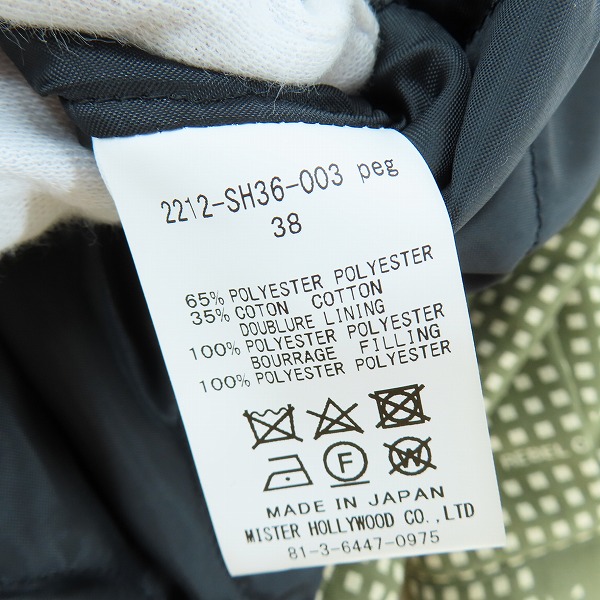 2212-SH36-003 peg
38
65% POLYESTER POLYESTER
35% COTON COTTON
DOUBLURE LINING
100% POLYESTER POLYESTER
BOURRAGE FILLING
100% POLYESTER POLYESTER
F
W
MADE IN JAPAN
MISTER HOLLYWOOD CO.,LTD
81-3-6447-0975
REBEL